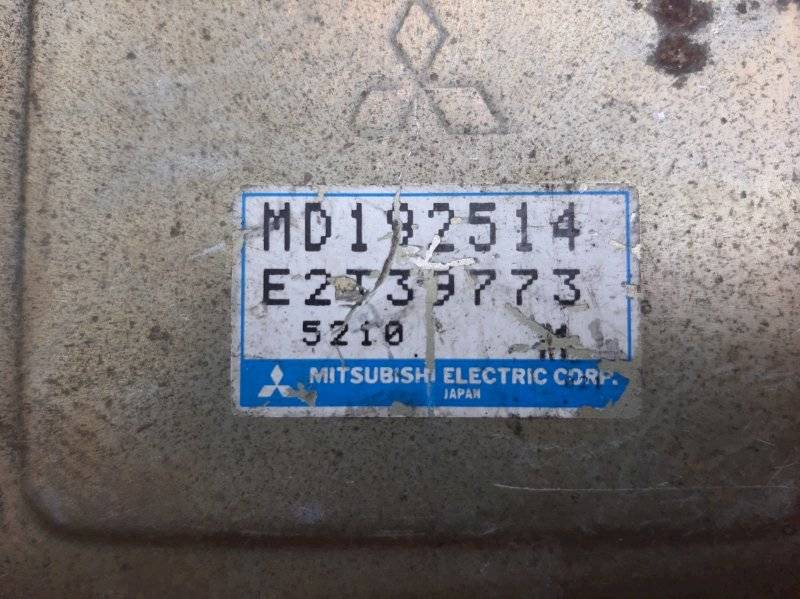 MD192514
E2T39773
5210
MITSUBISHI ELECTRIC CORP.
JAPAN